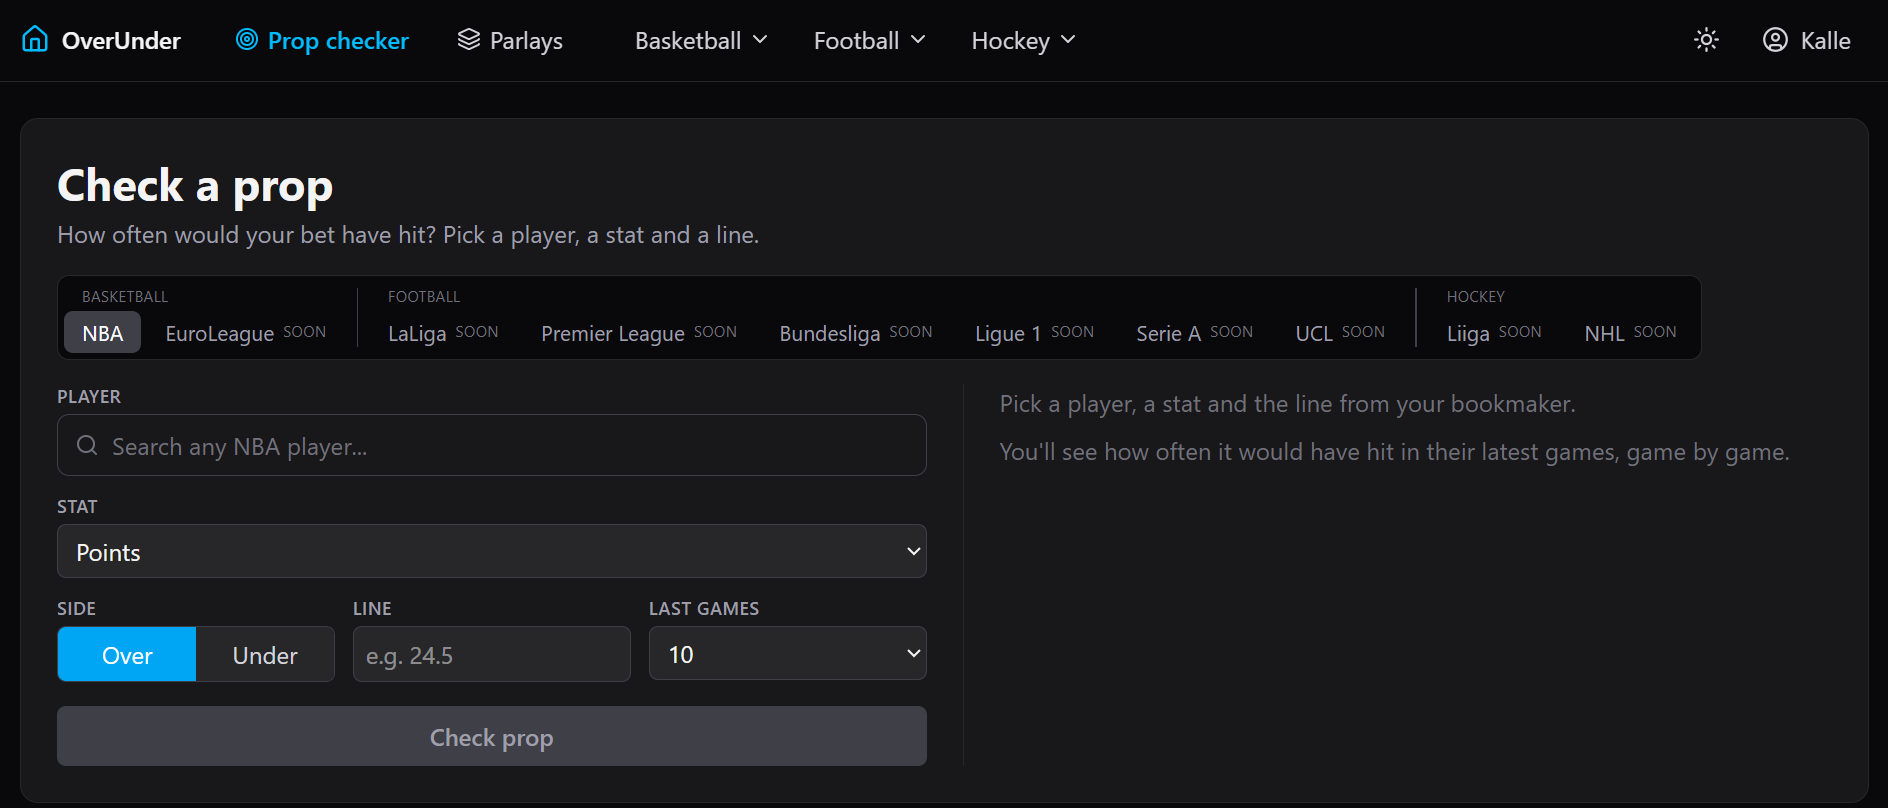 OverUnder Prop checker Parlays Basketball Football Hockey Kalle
Check a prop
How often would your bet have hit? Pick a player, a stat and a line.
BASKETBALL FOOTBALL HOCKEY
NBA EuroLeague SOON LaLiga SOON Premier League SOON Bundesliga SOON Ligue 1 SOON Serie A SOON UCL SOON Liiga SOON NHL SOON
PLAYER
Search any NBA player...
STAT
Points
SIDE LINE LAST GAMES
Over Under e.g. 24.5 10
Check prop
Pick a player, a stat and the line from your bookmaker.
You'll see how often it would have hit in their latest games, game by game.